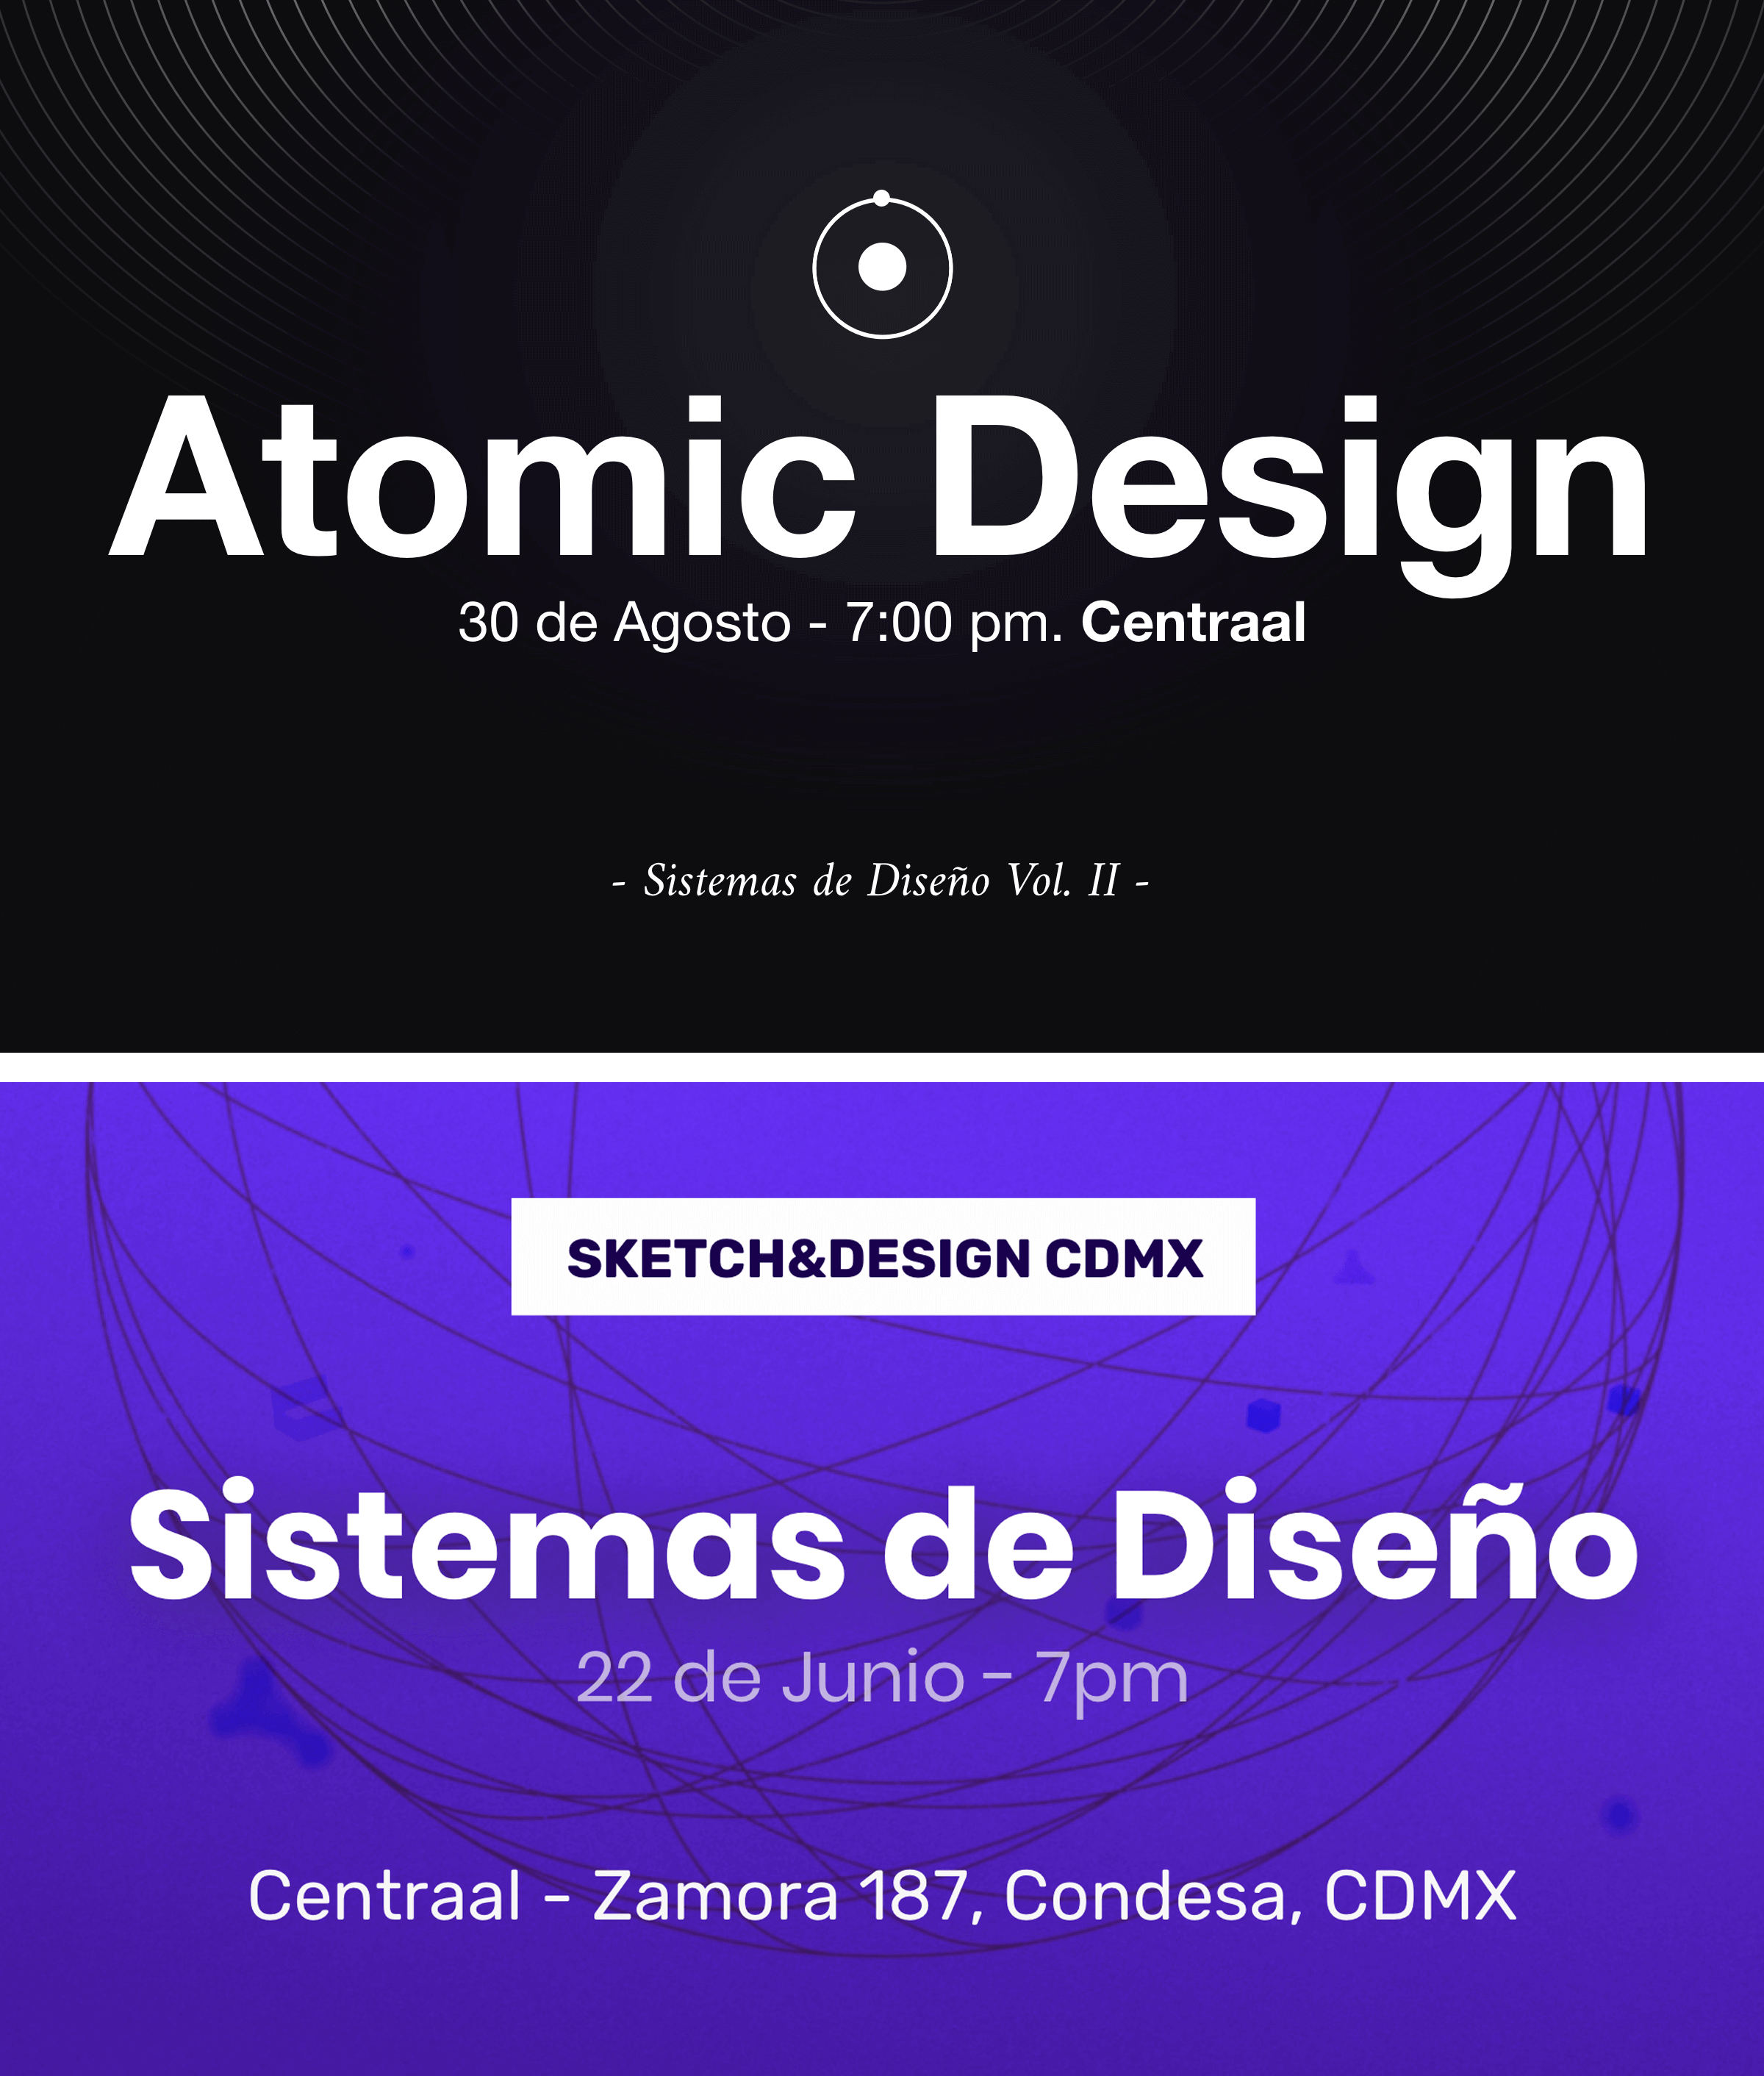 Atomic Design
30 de Agosto - 7:00 pm. Centraal
- Sistemas de Diseño Vol. II -
SKETCH&DESIGN CDMX
Sistemas de Diseño
22 de Junio - 7pm
Centraal - Zamora 187, Condesa, CDMX